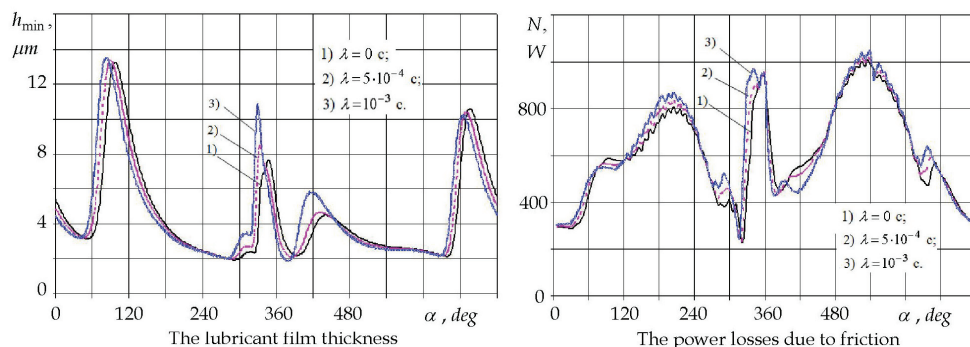 h min ,
μm
12
8
4
0
0
120
240
360
480
α , deg
1) λ = 0 c;
2) λ = 5·10⁻⁴ c;
3) λ = 10⁻³ c.
3)
2)
1)
The lubricant film thickness
N,
W
800
400
0
0
120
240
360
480
α , deg
3)
2)
1)
1) λ = 0 c;
2) λ = 5·10⁻⁴ c;
3) λ = 10⁻³ c.
The power losses due to friction